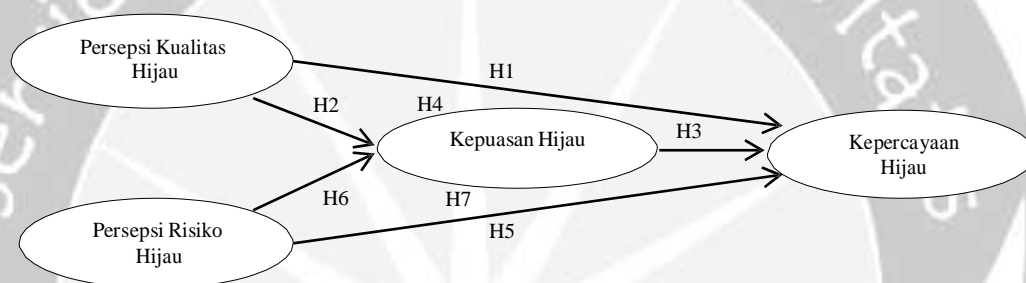 Persepsi Kualitas
Hijau
H1
H2
H4
Kepuasan Hijau
H3
Kepercayaan
Hijau
H6
H7
H5
Persepsi Risiko
Hijau